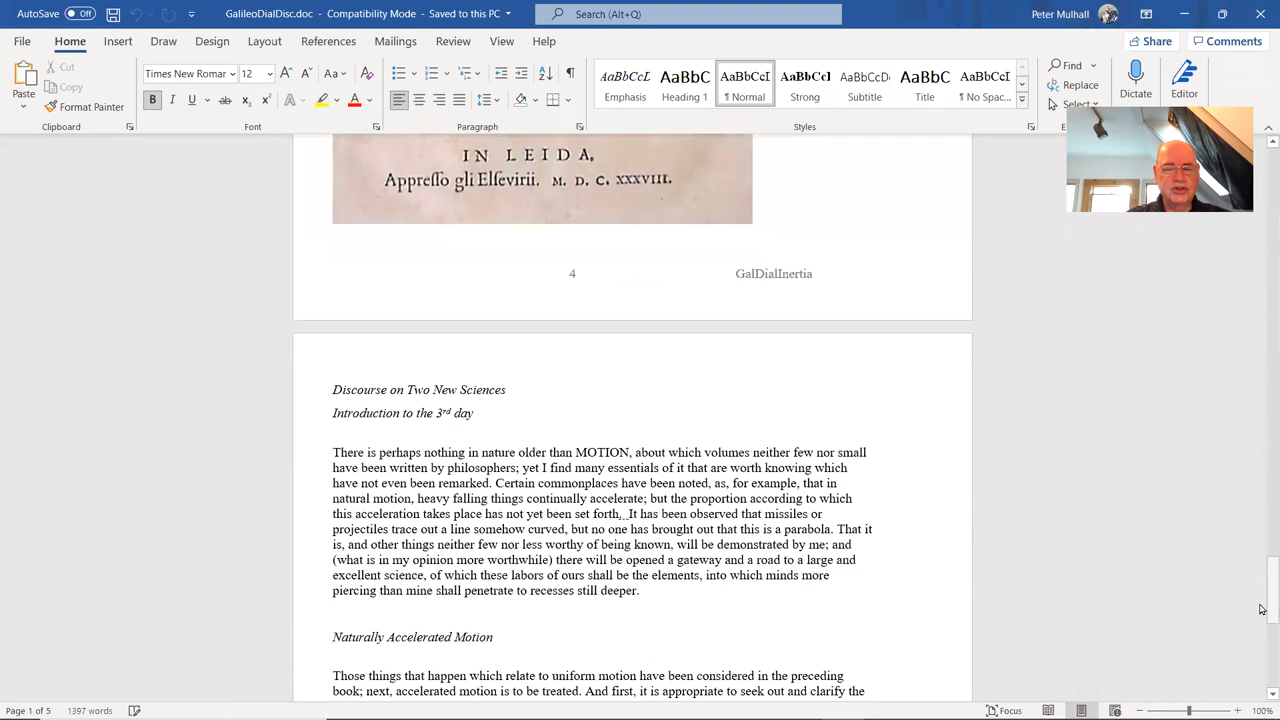 AutoSave Off
GalileoDialDisc.doc - Compatibility Mode - Saved to this PC
Search (Alt+Q)
Peter Mulhall
File Home Insert Draw Design Layout References Mailings Review View Help
Share Comments
Paste
Cut
Copy
Format Painter
Clipboard
Times New Roman 12
Font
Paragraph
AaBbCcL AaBbC AaBbCcI AaBbCcI AaBbCcD AaBbC AaBbCcI
Emphasis Heading 1 ¶ Normal Strong Subtitle Title ¶ No Spac...
Styles
Find
Replace
Select
Dictate
Editor
IN LEIDA,
Appreſſo gli Elſevirii. M. D. C. XXXVIII.
4 GalDialInertia
Discourse on Two New Sciences
Introduction to the 3rd day
There is perhaps nothing in nature older than MOTION, about which volumes neither few nor small
have been written by philosophers; yet I find many essentials of it that are worth knowing which
have not even been remarked. Certain commonplaces have been noted, as, for example, that in
natural motion, heavy falling things continually accelerate; but the proportion according to which
this acceleration takes place has not yet been set forth. It has been observed that missiles or
projectiles trace out a line somehow curved, but no one has brought out that this is a parabola. That it
is, and other things neither few nor less worthy of being known, will be demonstrated by me; and
(what is in my opinion more worthwhile) there will be opened a gateway and a road to a large and
excellent science, of which these labors of ours shall be the elements, into which minds more
piercing than mine shall penetrate to recesses still deeper.
Naturally Accelerated Motion
Those things that happen which relate to uniform motion have been considered in the preceding
book; next, accelerated motion is to be treated. And first, it is appropriate to seek out and clarify the
Page 1 of 5 1397 words
Focus
100%